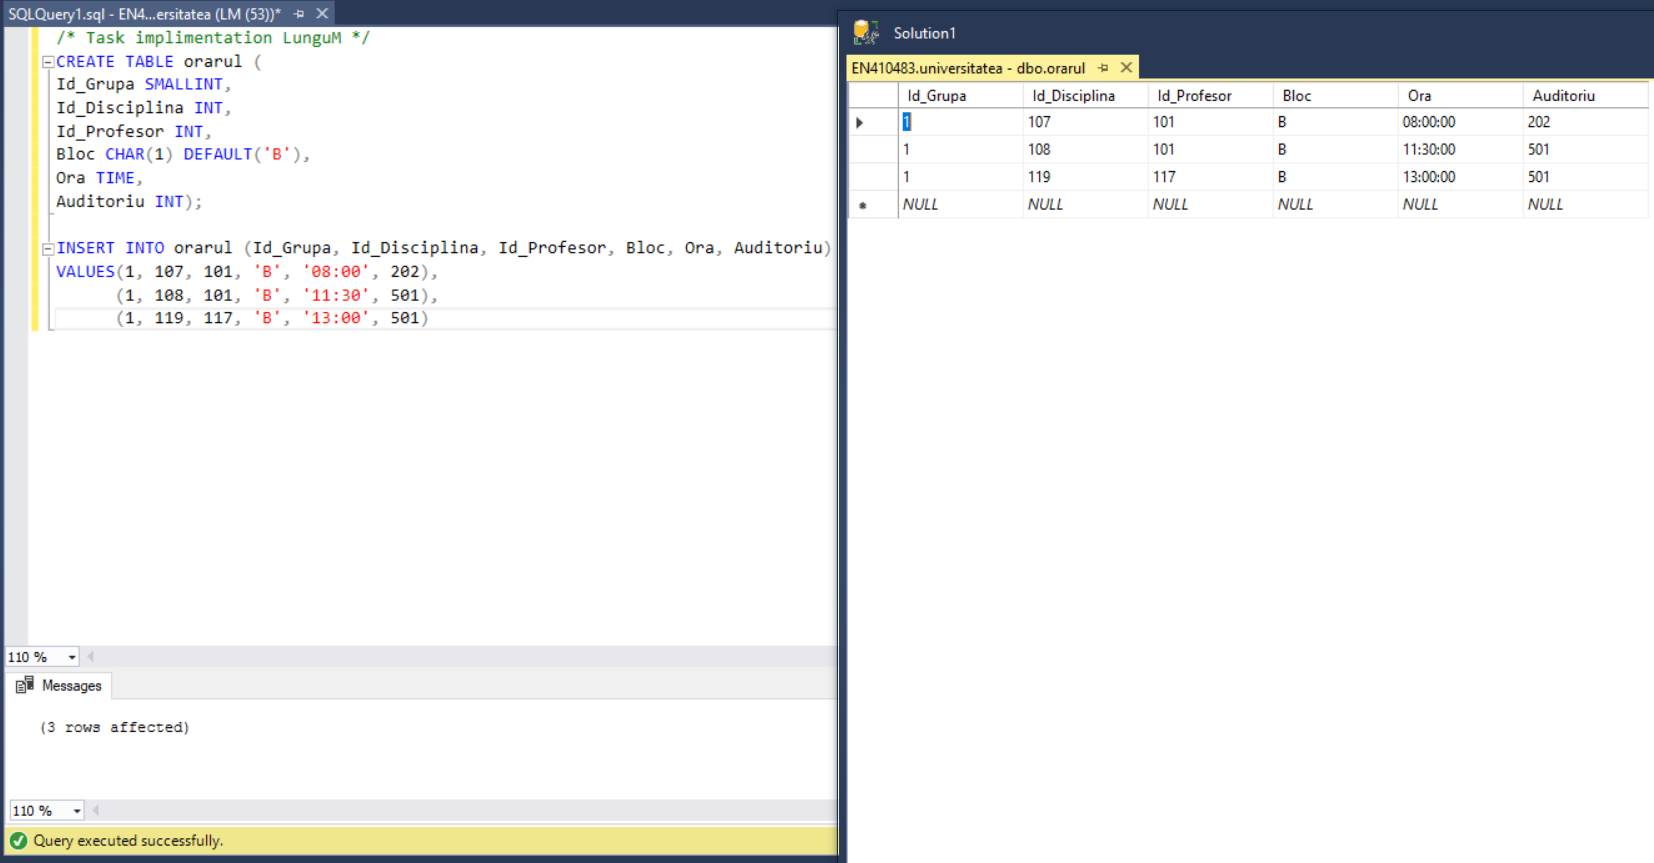 SQLQuery1.sql - EN4...ersitatea (LM (53))*
/* Task implimentation LunguM */
CREATE TABLE orarul (
Id_Grupa SMALLINT,
Id_Disciplina INT,
Id_Profesor INT,
Bloc CHAR(1) DEFAULT('B'),
Ora TIME,
Auditoriu INT);
INSERT INTO orarul (Id_Grupa, Id_Disciplina, Id_Profesor, Bloc, Ora, Auditoriu)
VALUES(1, 107, 101, 'B', '08:00', 202),
(1, 108, 101, 'B', '11:30', 501),
(1, 119, 117, 'B', '13:00', 501)
110 %
Messages
(3 rows affected)
110 %
Query executed successfully.
Solution1
EN410483.universitatea - dbo.orarul
Id_Grupa Id_Disciplina Id_Profesor Bloc Ora Auditoriu
1 107 101 B 08:00:00 202
1 108 101 B 11:30:00 501
1 119 117 B 13:00:00 501
NULL NULL NULL NULL NULL NULL